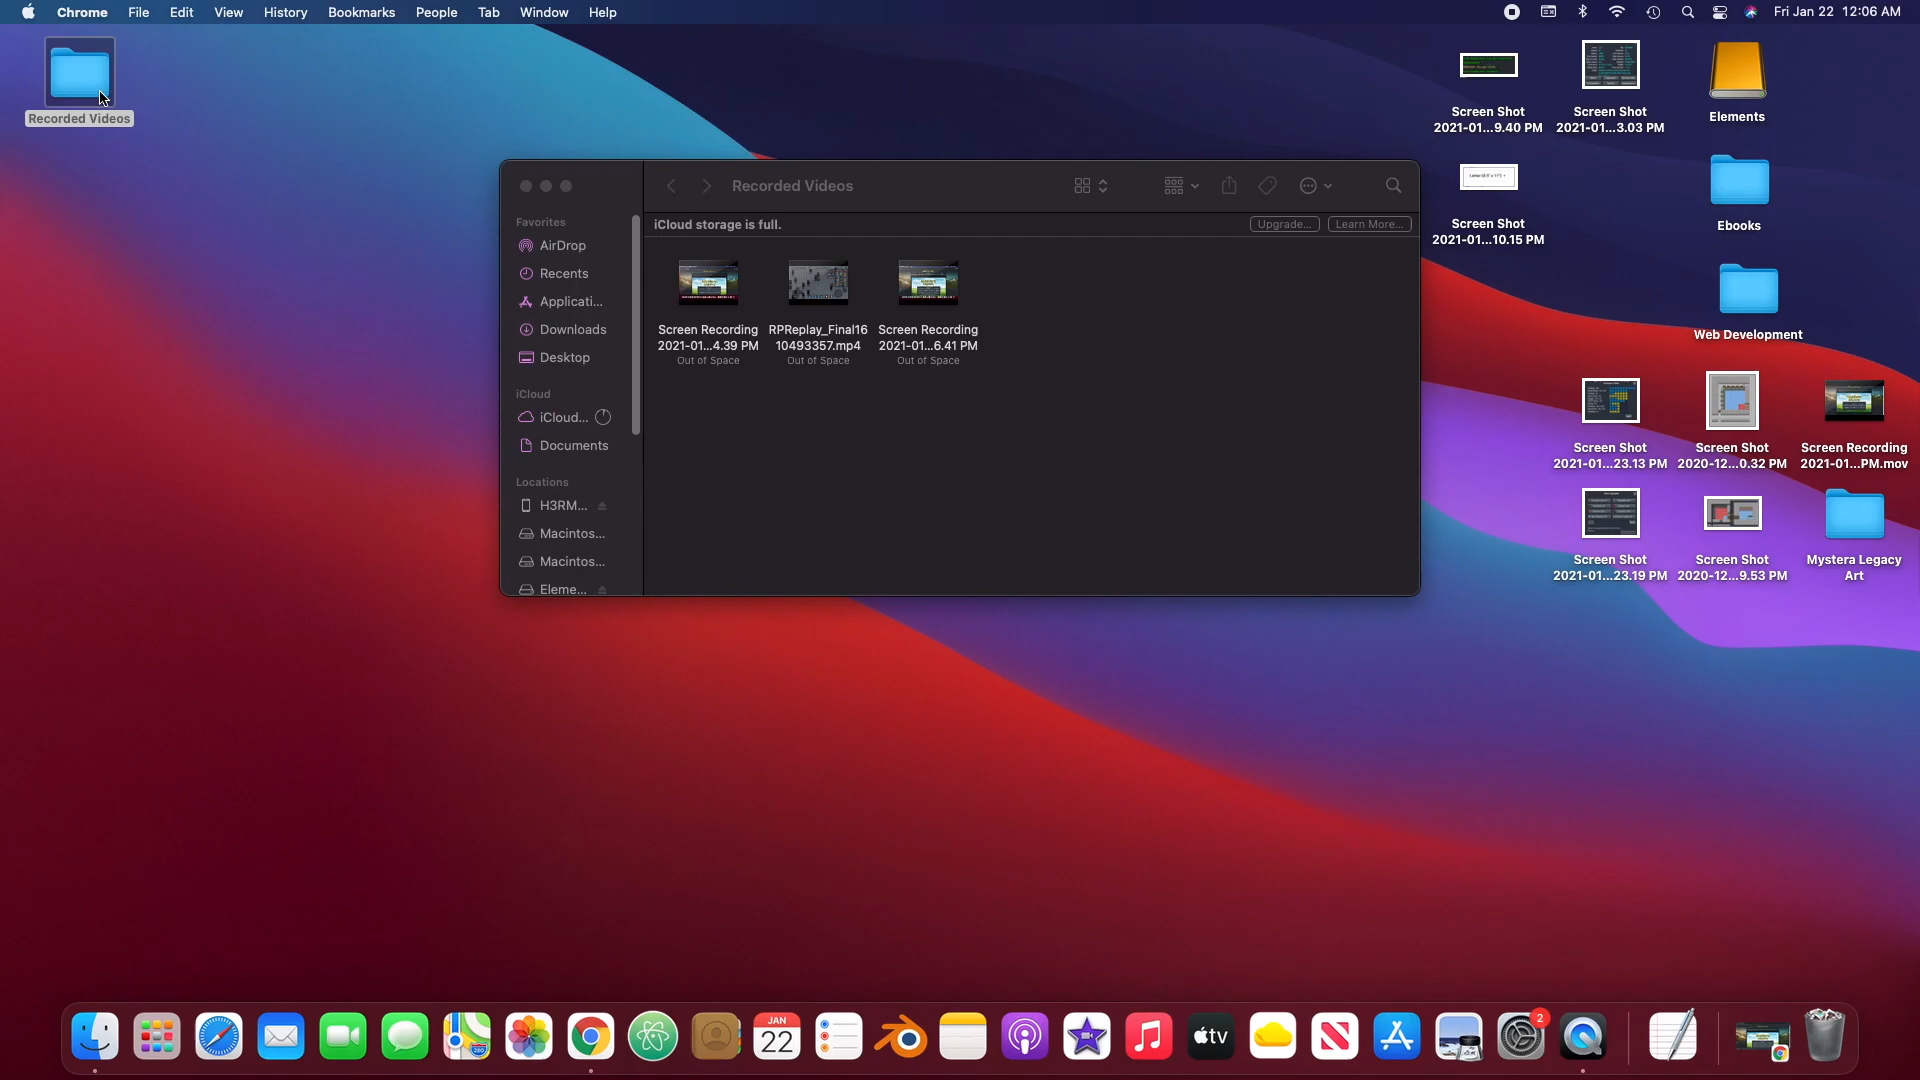 Chrome File Edit View History Bookmarks People Tab Window Help
Fri Jan 22 12:06 AM
Recorded Videos
Recorded Videos
iCloud storage is full.
Upgrade...
Learn More...
Favorites
AirDrop
Recents
Applicati...
Downloads
Desktop
iCloud
iCloud...
Documents
Locations
H3RM...
Macintos...
Macintos...
Eleme...
Screen Recording
2021-01...4.39 PM
Out of Space
RPReplay_Final16
10493357.mp4
Out of Space
Screen Recording
2021-01...6.41 PM
Out of Space
Screen Shot
2021-01...9.40 PM
Screen Shot
2021-01...3.03 PM
Elements
Screen Shot
2021-01...10.15 PM
Ebooks
Web Development
Screen Shot
2021-01...23.13 PM
Screen Shot
2020-12...0.32 PM
Screen Recording
2021-01...PM.mov
Screen Shot
2021-01...23.19 PM
Screen Shot
2020-12...9.53 PM
Mystera Legacy
Art
JAN
22
tv
2